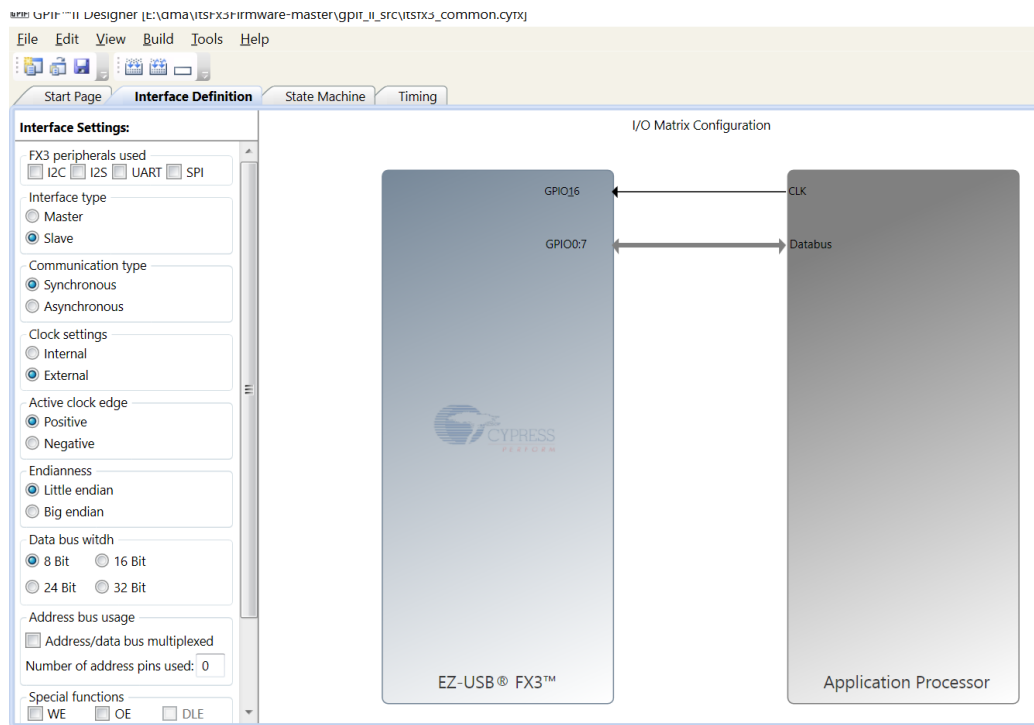 GPIF™II Designer [E:\dma\ItsFx3Firmware-master\gpif_ii_src\itsfx3_common.cyfx]
File Edit View Build Tools Help
Start Page Interface Definition State Machine Timing
Interface Settings:
I/O Matrix Configuration
FX3 peripherals used
I2C I2S UART SPI
Interface type
Master
Slave
Communication type
Synchronous
Asynchronous
Clock settings
Internal
External
Active clock edge
Positive
Negative
Endianness
Little endian
Big endian
Data bus witdh
8 Bit 16 Bit
24 Bit 32 Bit
Address bus usage
Address/data bus multiplexed
Number of address pins used: 0
Special functions
WE OE DLE
GPIO16 CLK
GPIO0:7 Databus
CYPRESS
PERFORM
EZ-USB® FX3™ Application Processor